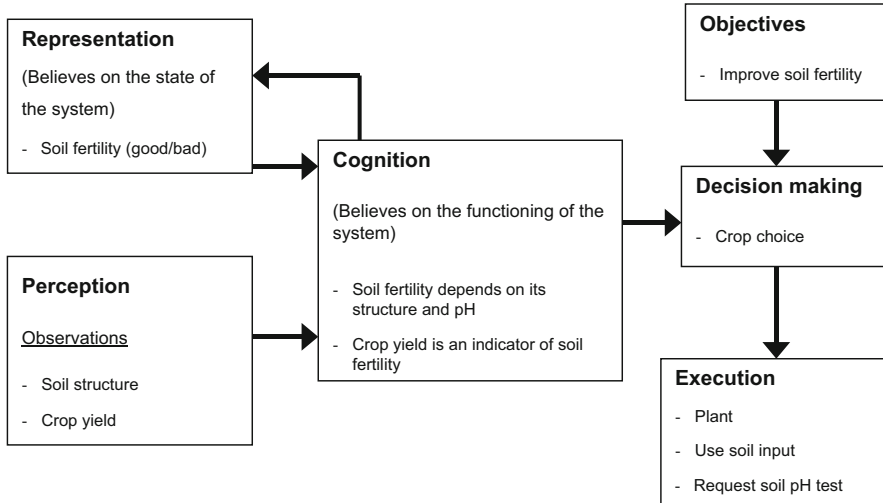 Representation
(Believes on the state of
the system)
- Soil fertility (good/bad)
Perception
Observations
- Soil structure
- Crop yield
Cognition
(Believes on the functioning of the
system)
- Soil fertility depends on its
structure and pH
- Crop yield is an indicator of soil
fertility
Objectives
- Improve soil fertility
Decision making
- Crop choice
Execution
- Plant
- Use soil input
- Request soil pH test